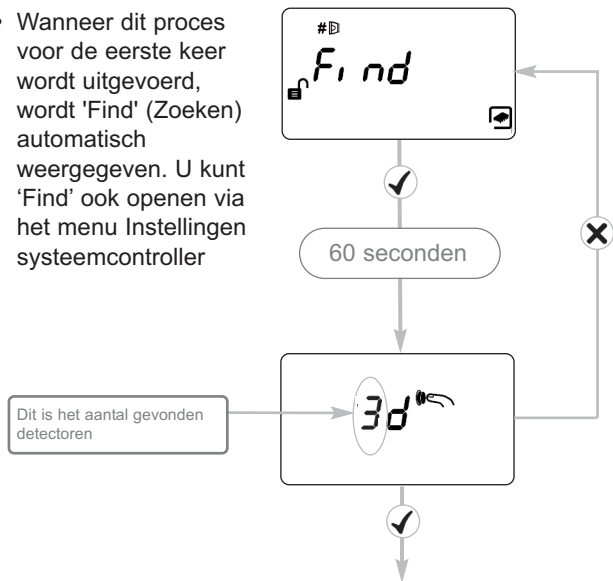 • Wanneer dit proces
voor de eerste keer
wordt uitgevoerd,
wordt 'Find' (Zoeken)
automatisch
weergegeven. U kunt
‘Find’ ook openen via
het menu Instellingen
systeemcontroller
#
Find
60 seconden
Dit is het aantal gevonden
detectoren
3d